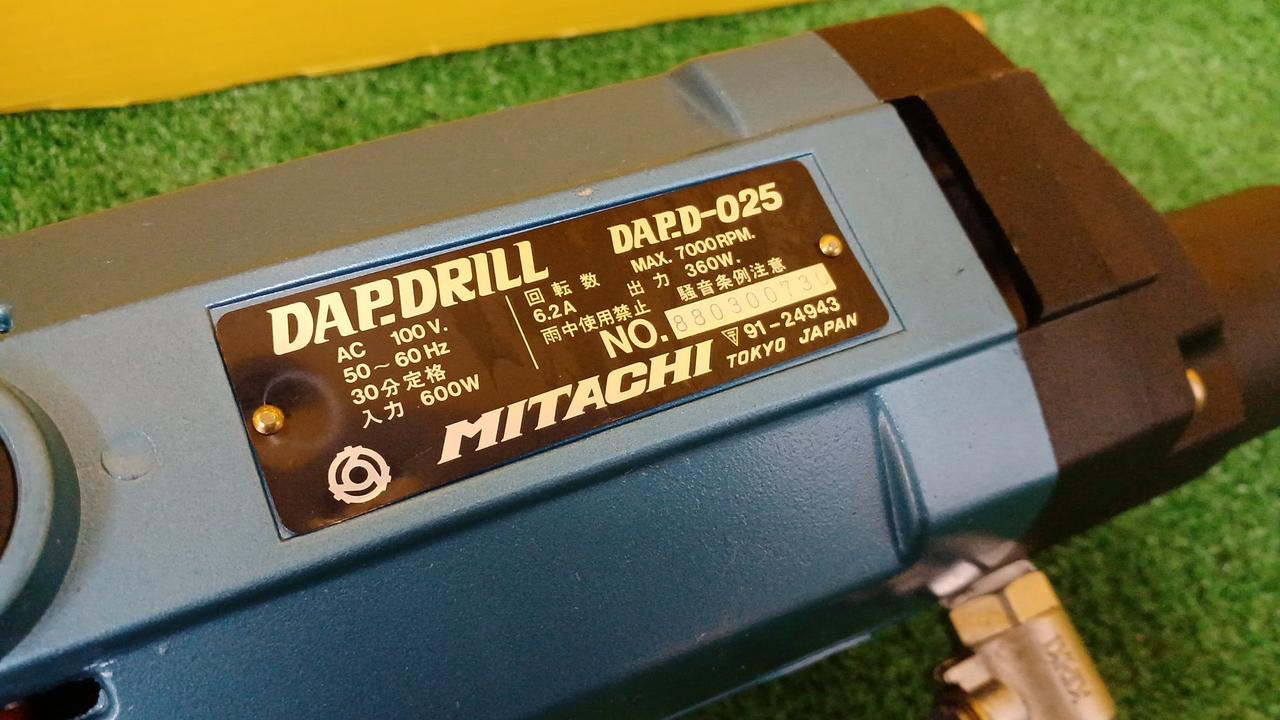 DAP.DRILL
AC 100V.
50~60Hz
30分定格
入力 600W
DAP.D-025
回転数 MAX. 7000RPM.
6.2A 出力 360W.
雨中使用禁止 騒音条例注意
NO. 88030073
91-24943
MITACHI TOKYO JAPAN